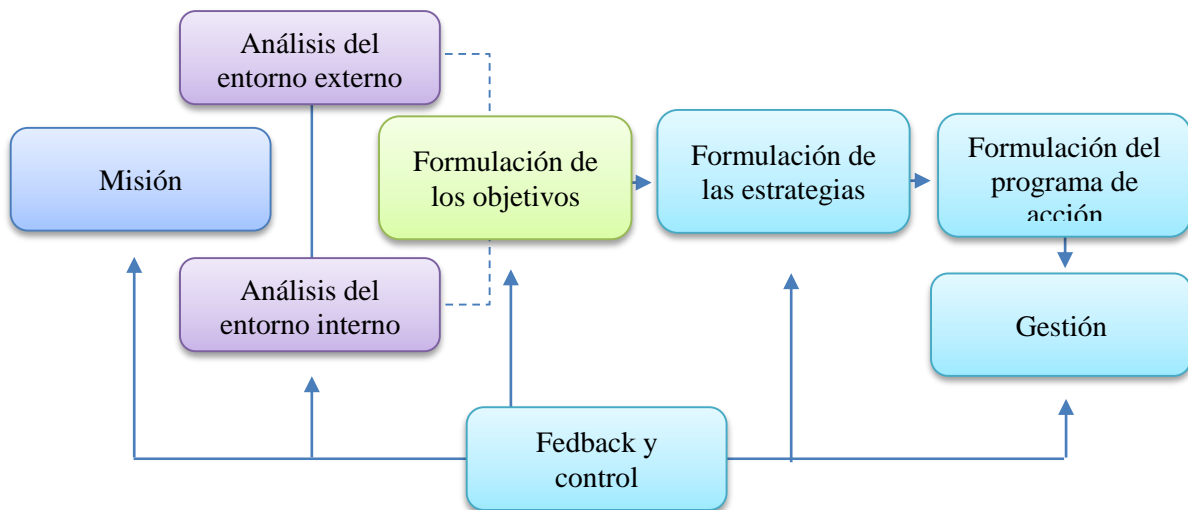 Análisis del
entorno externo
Misión
Análisis del
entorno interno
Formulación de
los objetivos
Formulación de
las estrategias
Formulación del
programa de
acción
Gestión
Fedback y
control